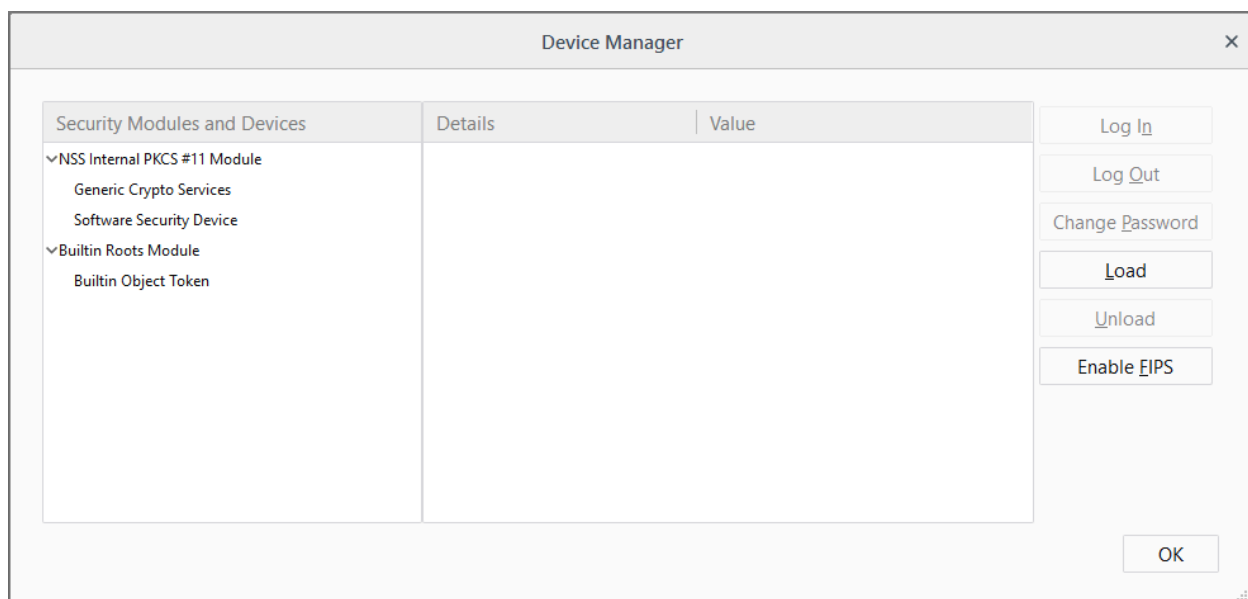 Device Manager
Security Modules and Devices
Details
Value
NSS Internal PKCS #11 Module
Generic Crypto Services
Software Security Device
Builtin Roots Module
Builtin Object Token
Log In
Log Out
Change Password
Load
Unload
Enable FIPS
OK